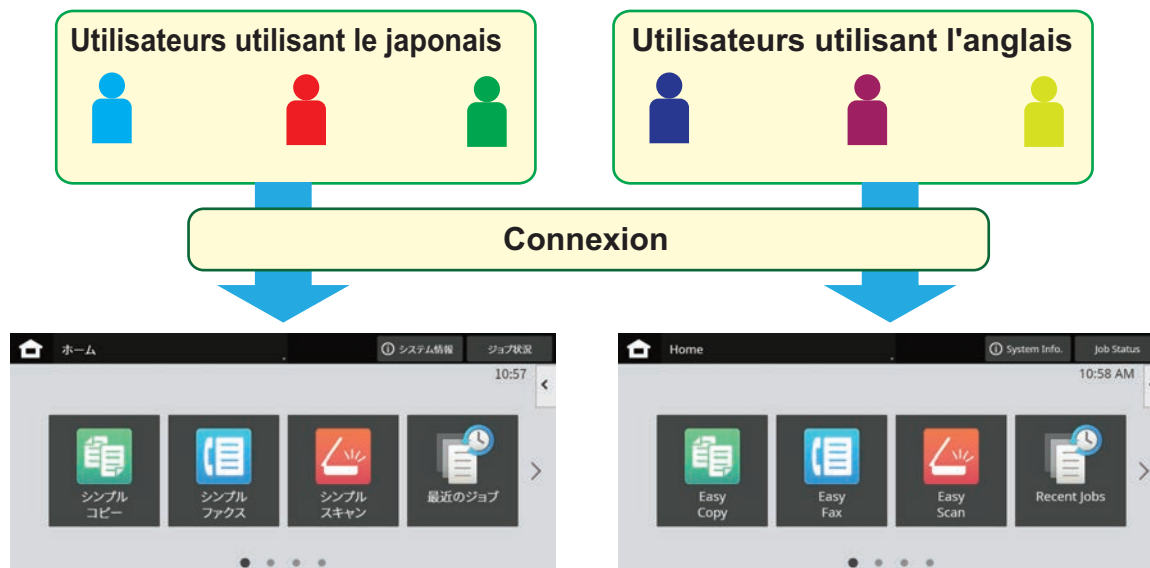 Utilisateurs utilisant le japonais
Utilisateurs utilisant l'anglais
Connexion
ホーム
システム情報
ジョブ状況
10:57
シンプル
コピー
シンプル
ファクス
シンプル
スキャン
最近のジョブ
Home
System Info.
Job Status
10:58 AM
Easy
Copy
Easy
Fax
Easy
Scan
Recent Jobs